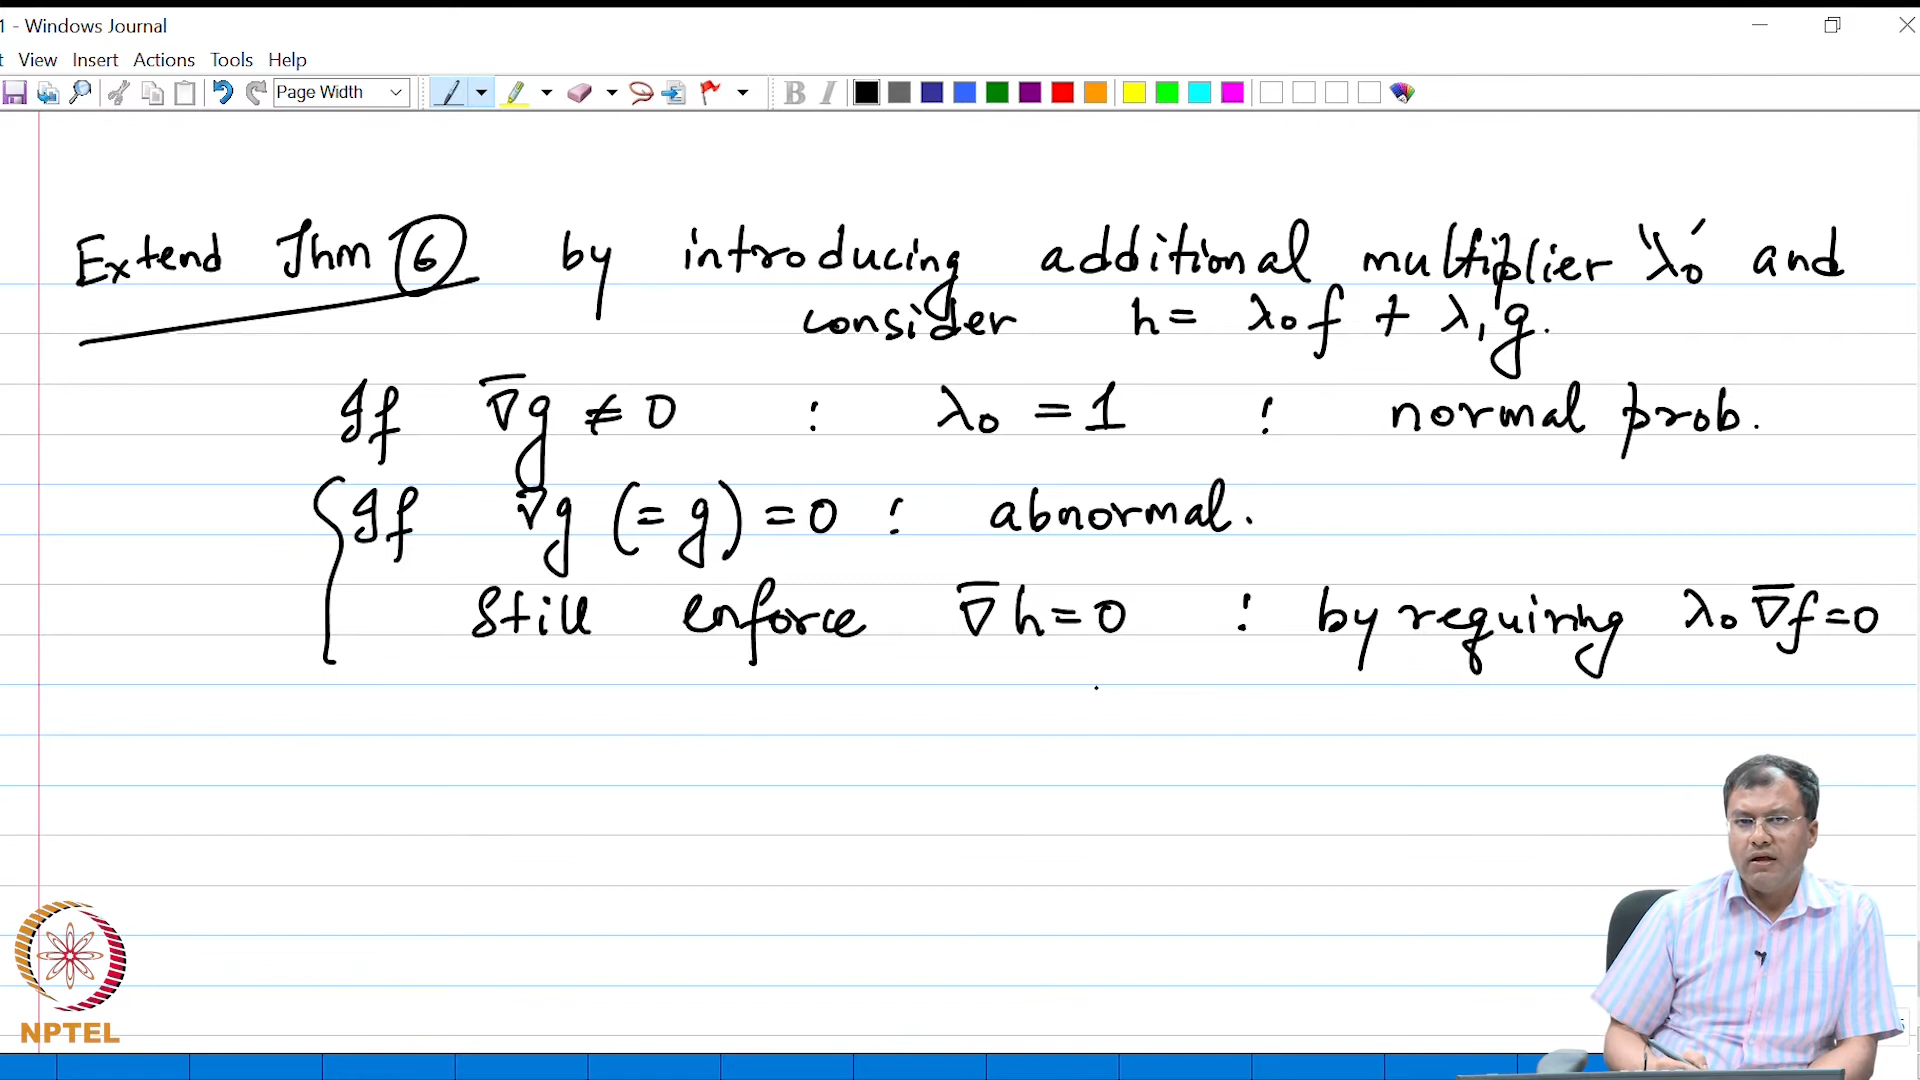 1 - Windows Journal
t View Insert Actions Tools Help
Page Width B I
Extend Thm 6 by introducing additional multiplier 'λ₀' and
consider h = λ₀f + λ₁g.
If ∇̅g ≠ 0 : λ₀ = 1 : normal prob.
If ∇g (= g) = 0 : abnormal.
Still enforce ∇̅h = 0 : by requiring λ₀∇̅f = 0
NPTEL